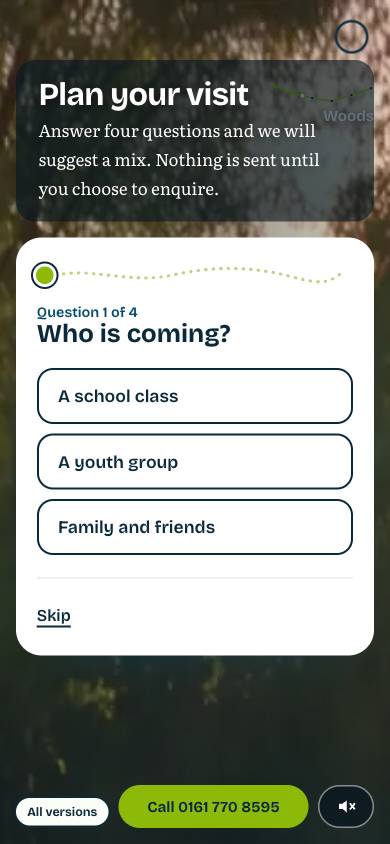 Plan your visit
Woods
Answer four questions and we will
suggest a mix. Nothing is sent until
you choose to enquire.
Question 1 of 4
Who is coming?
A school class
A youth group
Family and friends
Skip
All versions
Call 0161 770 8595